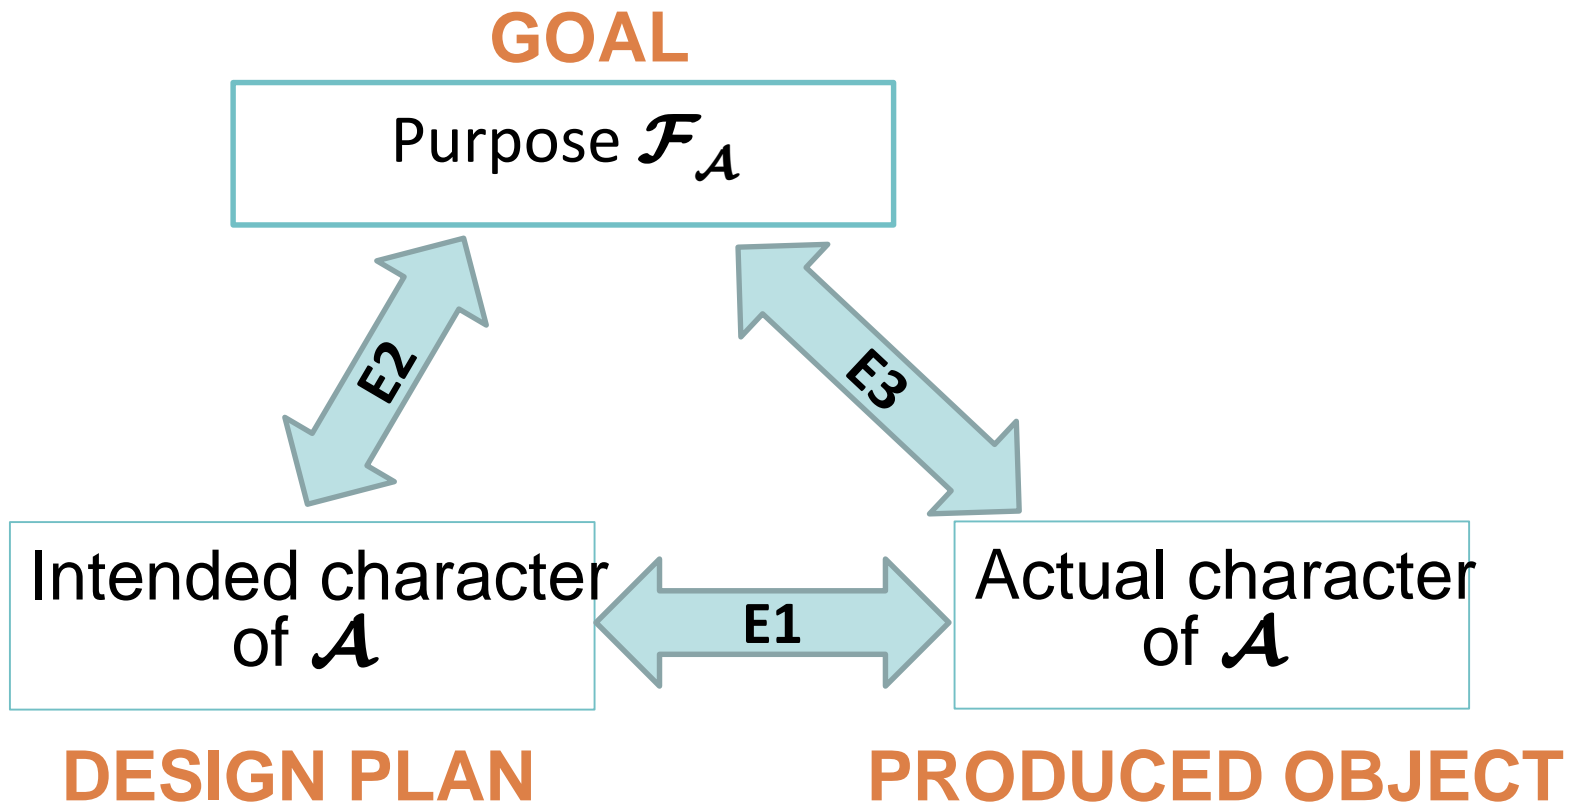 GOAL
Purpose 𝓕𝓐
E2
E3
Intended character
of 𝓐
E1
Actual character
of 𝓐
DESIGN PLAN
PRODUCED OBJECT